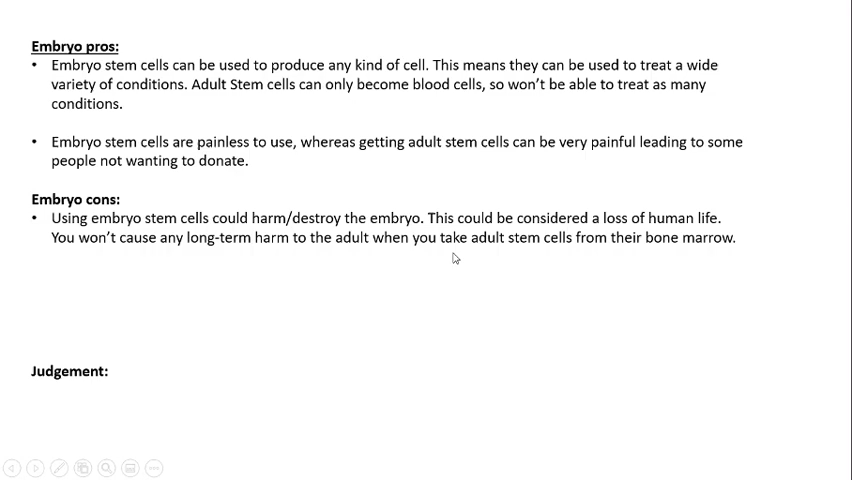 Embryo pros:
• Embryo stem cells can be used to produce any kind of cell. This means they can be used to treat a wide
variety of conditions. Adult Stem cells can only become blood cells, so won't be able to treat as many
conditions.
• Embryo stem cells are painless to use, whereas getting adult stem cells can be very painful leading to some
people not wanting to donate.
Embryo cons:
• Using embryo stem cells could harm/destroy the embryo. This could be considered a loss of human life.
You won't cause any long-term harm to the adult when you take adult stem cells from their bone marrow.
Judgement: